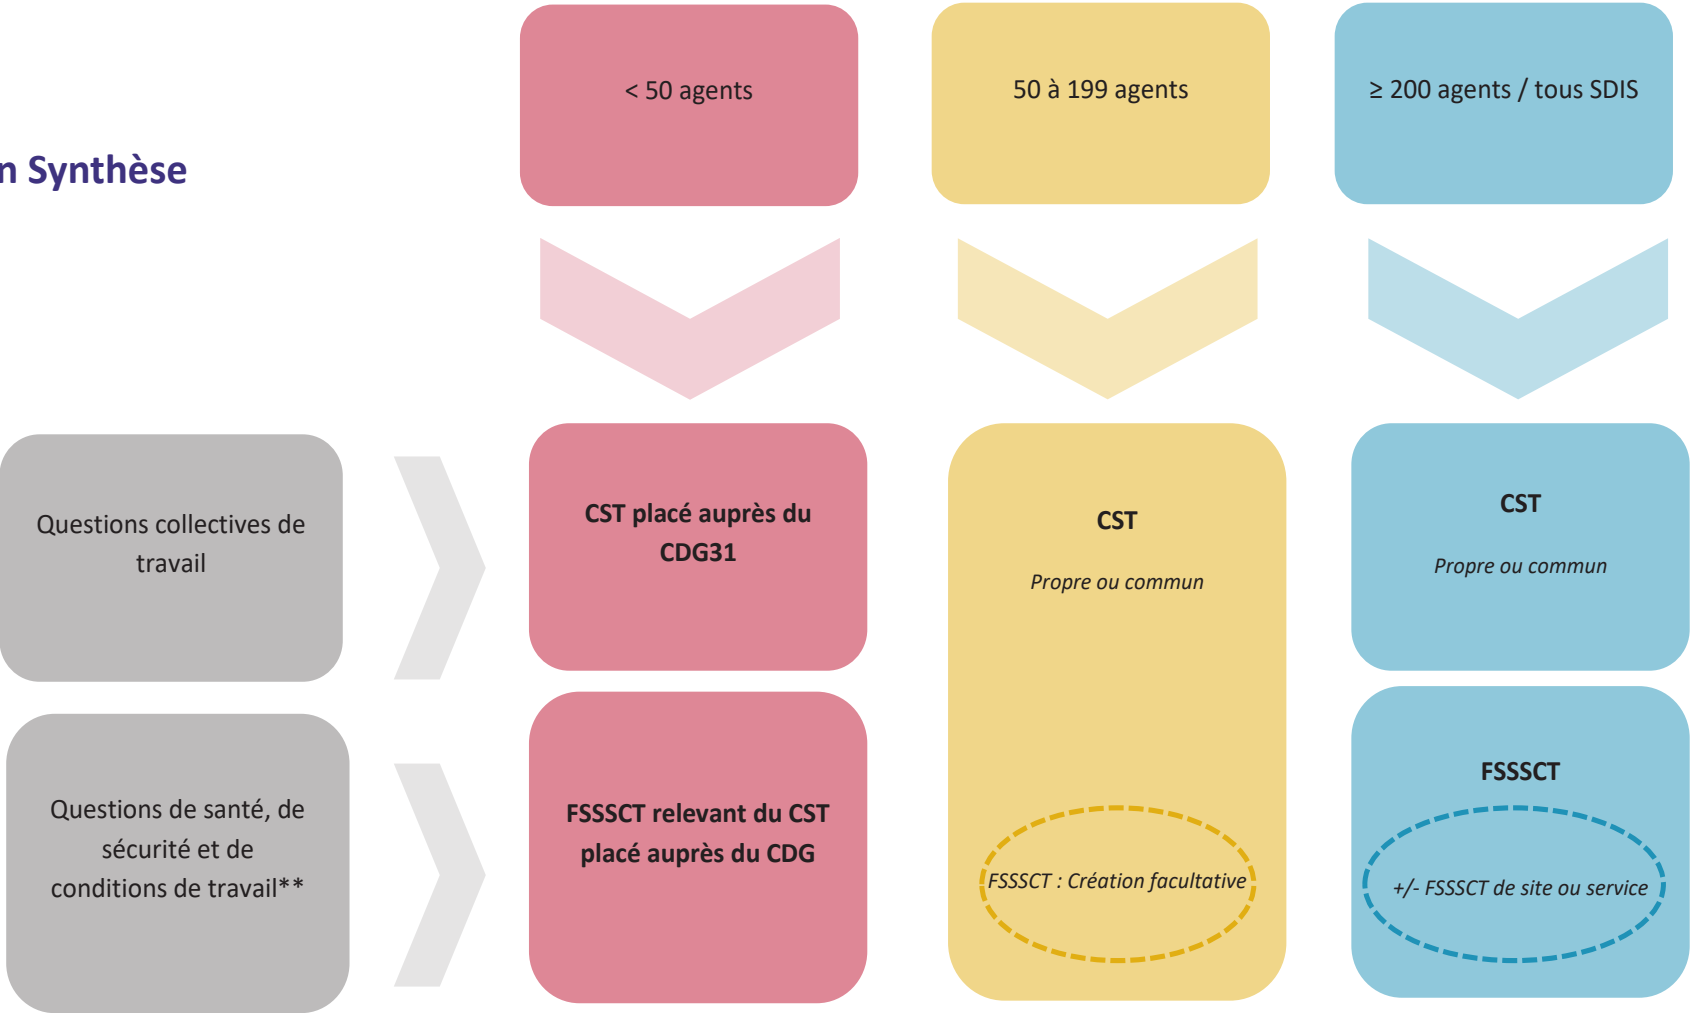 < 50 agents
50 à 199 agents
≥ 200 agents / tous SDIS
n Synthèse
Questions collectives de
travail
CST placé auprès du
CDG31
CST
Propre ou commun
CST
Propre ou commun
Questions de santé, de
sécurité et de
conditions de travail**
FSSSCT relevant du CST
placé auprès du CDG
FSSSCT : Création facultative
FSSSCT
+/- FSSSCT de site ou service